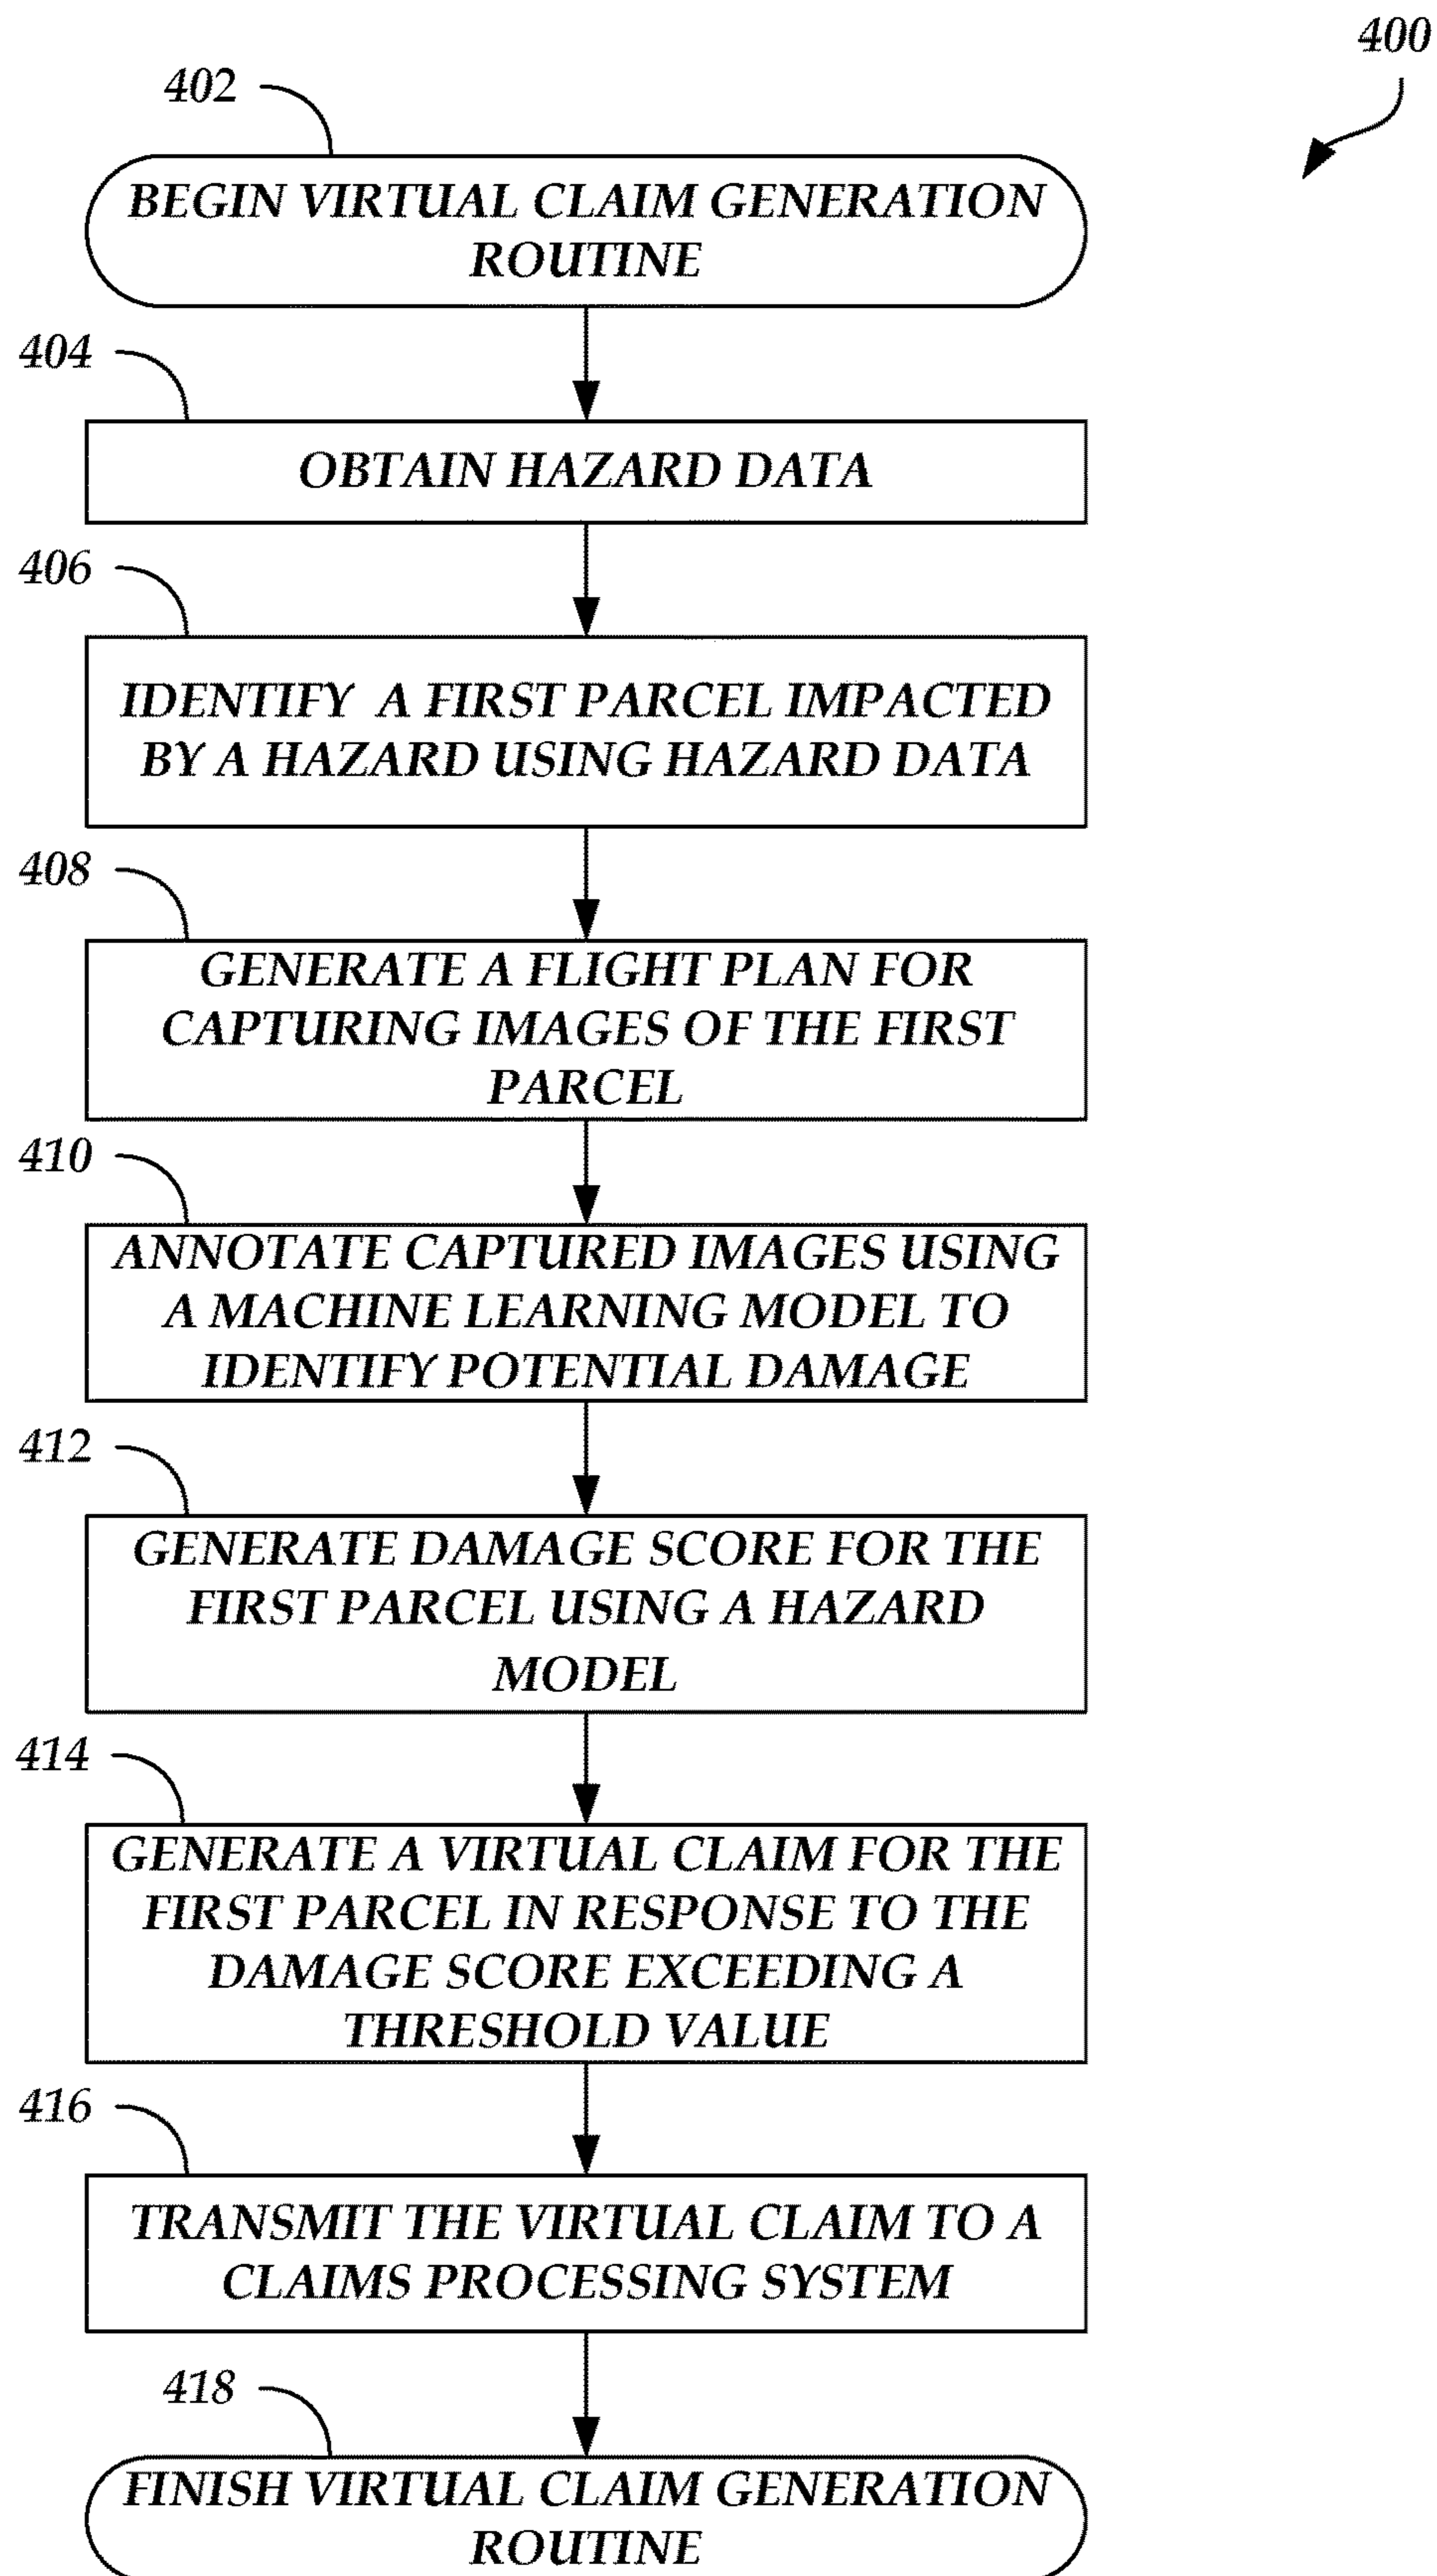 400
402
BEGIN VIRTUAL CLAIM GENERATION
ROUTINE
404
OBTAIN HAZARD DATA
406
IDENTIFY A FIRST PARCEL IMPACTED
BY A HAZARD USING HAZARD DATA
408
GENERATE A FLIGHT PLAN FOR
CAPTURING IMAGES OF THE FIRST
PARCEL
410
ANNOTATE CAPTURED IMAGES USING
A MACHINE LEARNING MODEL TO
IDENTIFY POTENTIAL DAMAGE
412
GENERATE DAMAGE SCORE FOR THE
FIRST PARCEL USING A HAZARD
MODEL
414
GENERATE A VIRTUAL CLAIM FOR THE
FIRST PARCEL IN RESPONSE TO THE
DAMAGE SCORE EXCEEDING A
THRESHOLD VALUE
416
TRANSMIT THE VIRTUAL CLAIM TO A
CLAIMS PROCESSING SYSTEM
418
FINISH VIRTUAL CLAIM GENERATION
ROUTINE